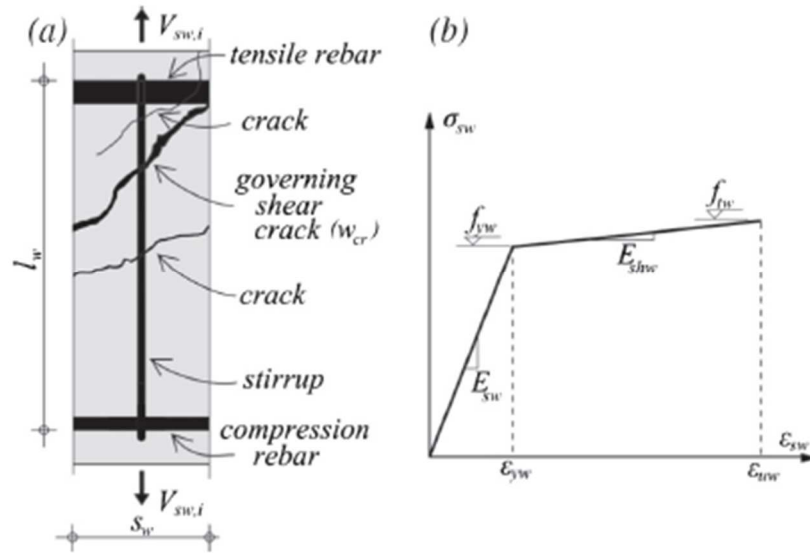 (a)
V_sw,i
tensile rebar
crack
governing
shear
crack (w_cr)
crack
l_w
stirrup
compression
rebar
V_sw,i
s_w
(b)
σ_sw
f_yw
f_tw
E_shw
E_sw
ε_sw
ε_yw
ε_uw